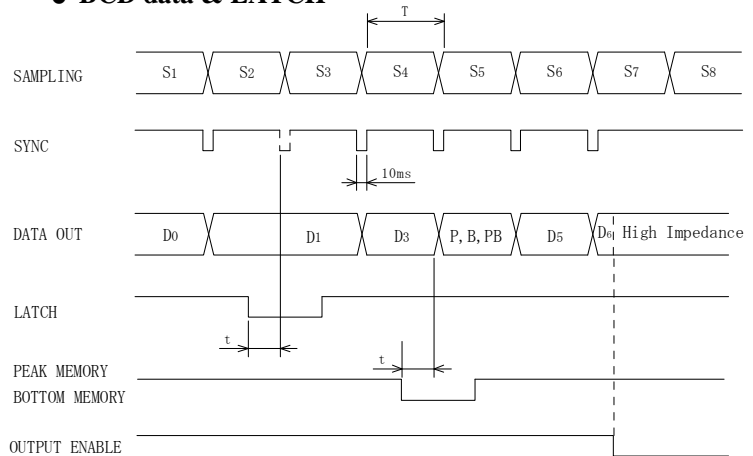 BCD data & LATCH
T
SAMPLING S1 S2 S3 S4 S5 S6 S7 S8
SYNC
10ms
DATA OUT D0 D1 D3 P, B, PB D5 D6 High Impedance
LATCH
t
PEAK MEMORY
t
BOTTOM MEMORY
OUTPUT ENABLE